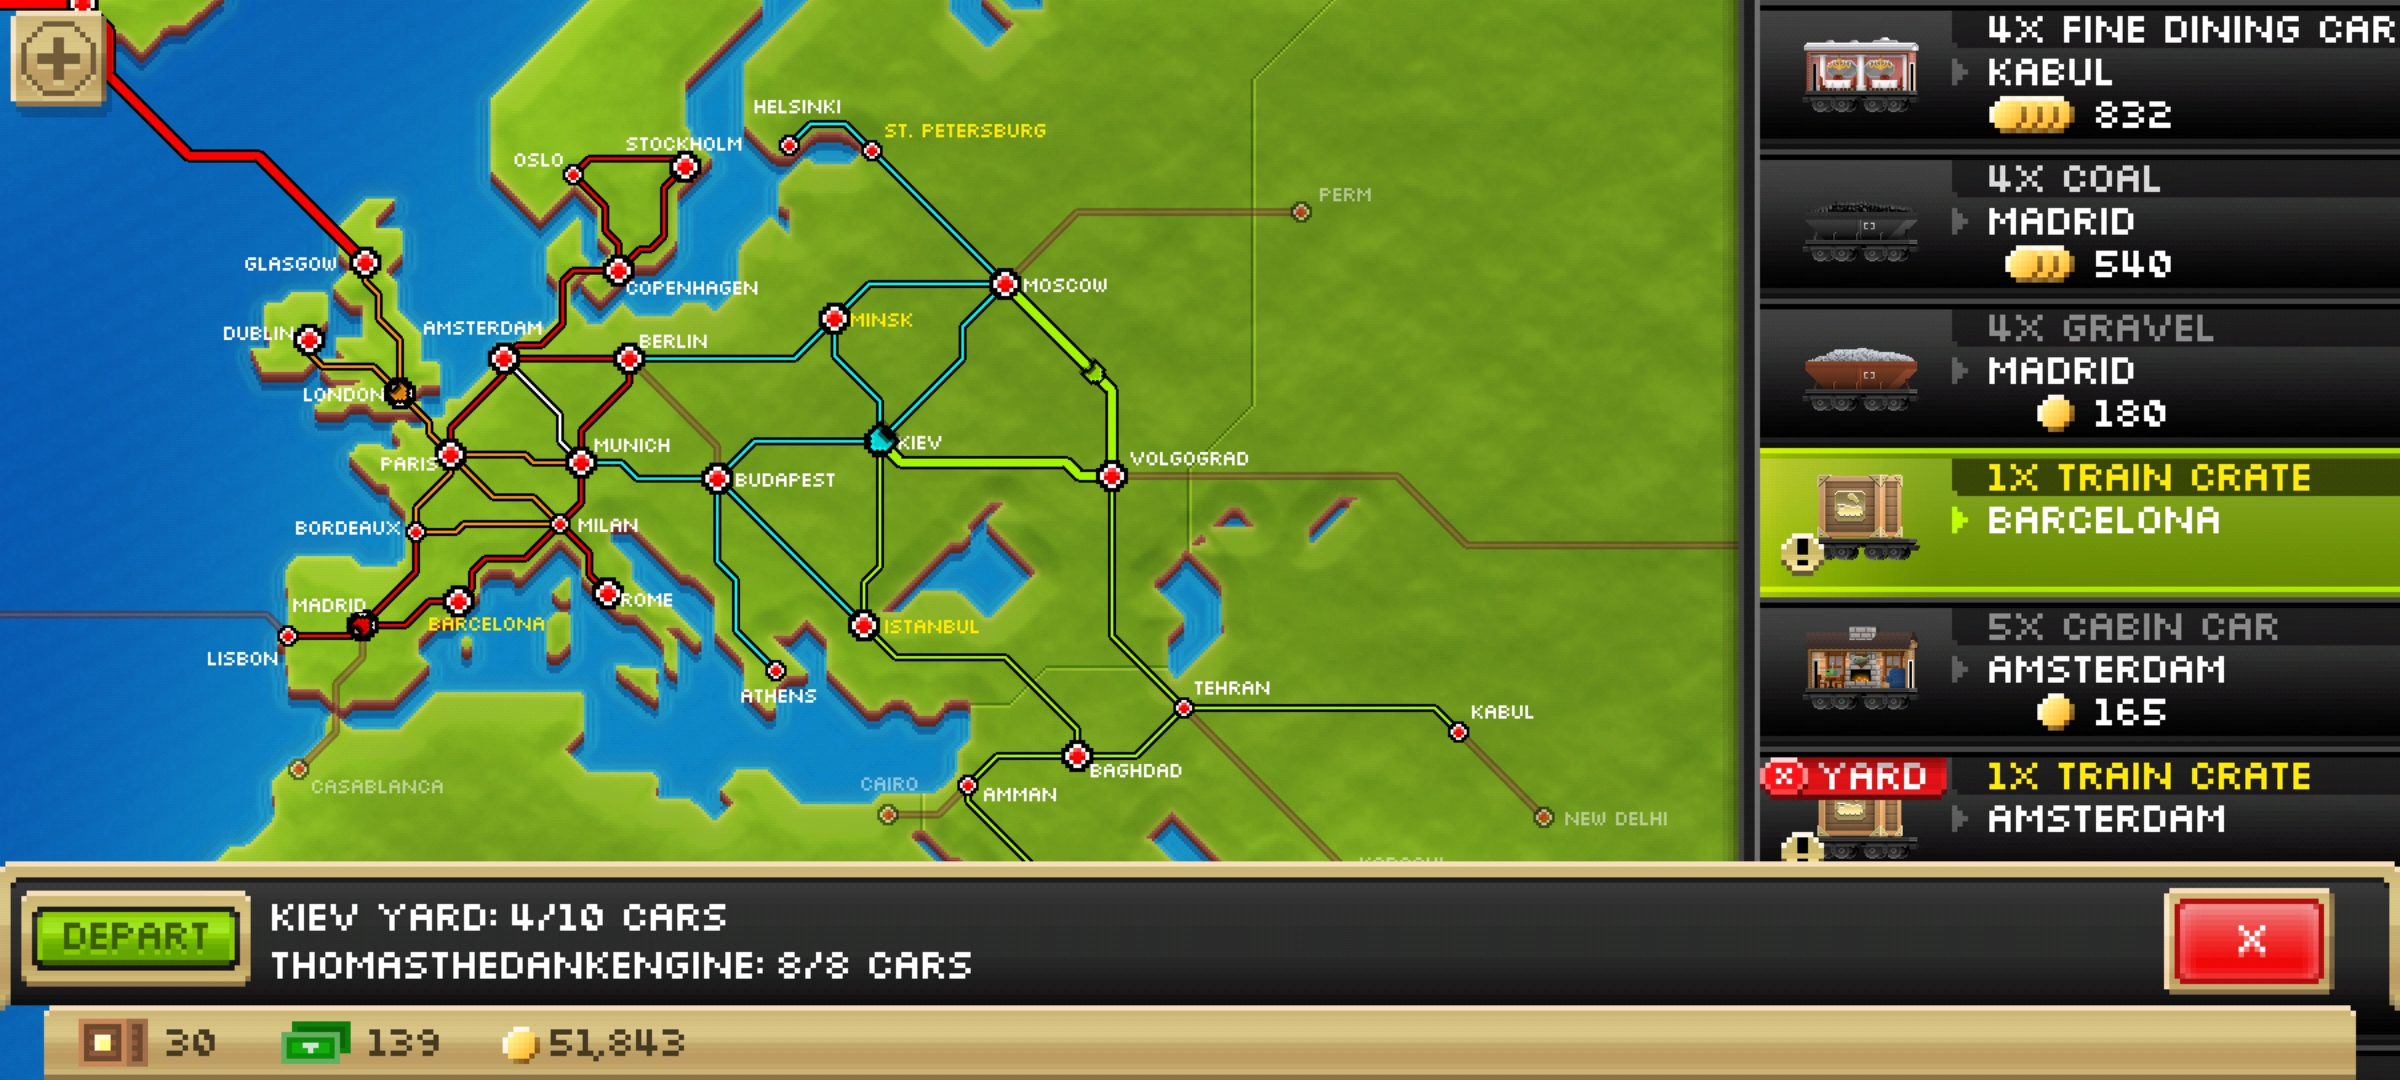 HELSINKI
ST. PETERSBURG
STOCKHOLM
OSLO
PERM
GLASGOW
COPENHAGEN
MOSCOW
DUBLIN
AMSTERDAM
BERLIN
MINSK
LONDON
MUNICH
KIEV
PARIS
BUDAPEST
VOLGOGRAD
BORDEAUX
MILAN
MADRID
BARCELONA
ROME
ISTANBUL
LISBON
ATHENS
TEHRAN
KABUL
CASABLANCA
CAIRO
AMMAN
BAGHDAD
NEW DELHI
4X FINE DINING CAR
KABUL
832
4X COAL
MADRID
540
4X GRAVEL
MADRID
180
1X TRAIN CRATE
BARCELONA
5X CABIN CAR
AMSTERDAM
165
YARD
1X TRAIN CRATE
AMSTERDAM
DEPART
KIEV YARD: 4/10 CARS
THOMASTHEDANKENGINE: 8/8 CARS
X
30
139
51,843